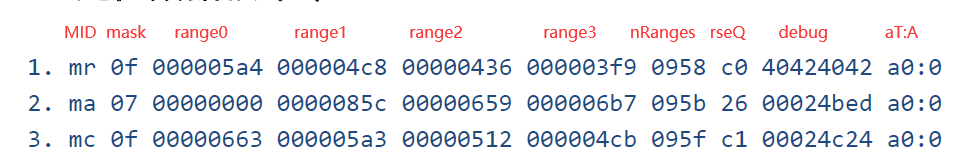 MID mask range0 range1 range2 range3 nRanges rseQ debug aT:A
1. mr 0f 000005a4 000004c8 00000436 000003f9 0958 c0 40424042 a0:0
2. ma 07 00000000 0000085c 00000659 000006b7 095b 26 00024bed a0:0
3. mc 0f 00000663 000005a3 00000512 000004cb 095f c1 00024c24 a0:0